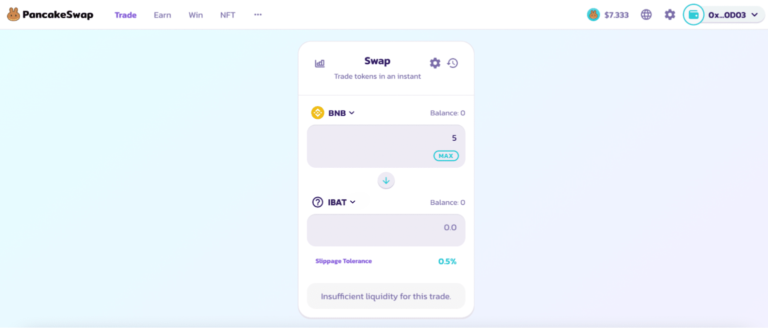 PancakeSwap Trade Earn Win NFT ... $7.333 0x...0D03
Swap
Trade tokens in an instant
BNB Balance: 0
5
MAX
IBAT Balance: 0
0.0
Slippage Tolerance 0.5%
Insufficient liquidity for this trade.